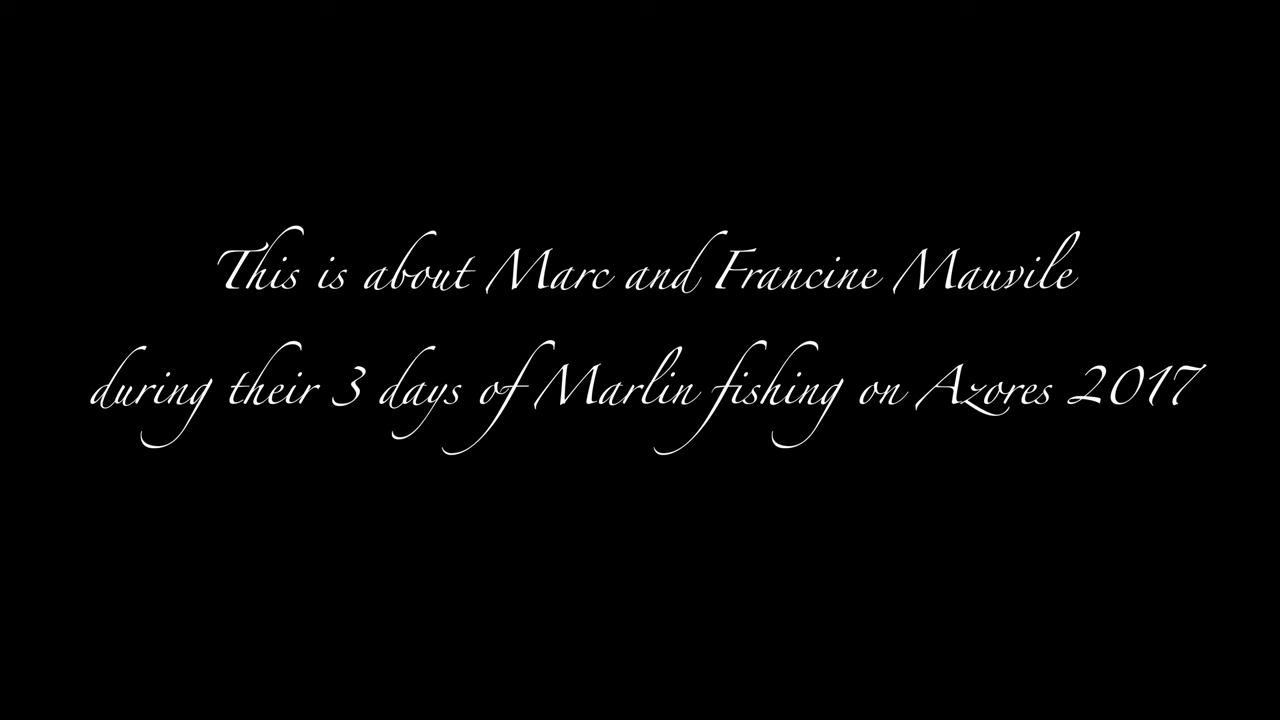 This is about Marc and Francine Mauvile
during their 3 days of Marlin fishing on Azores 2017